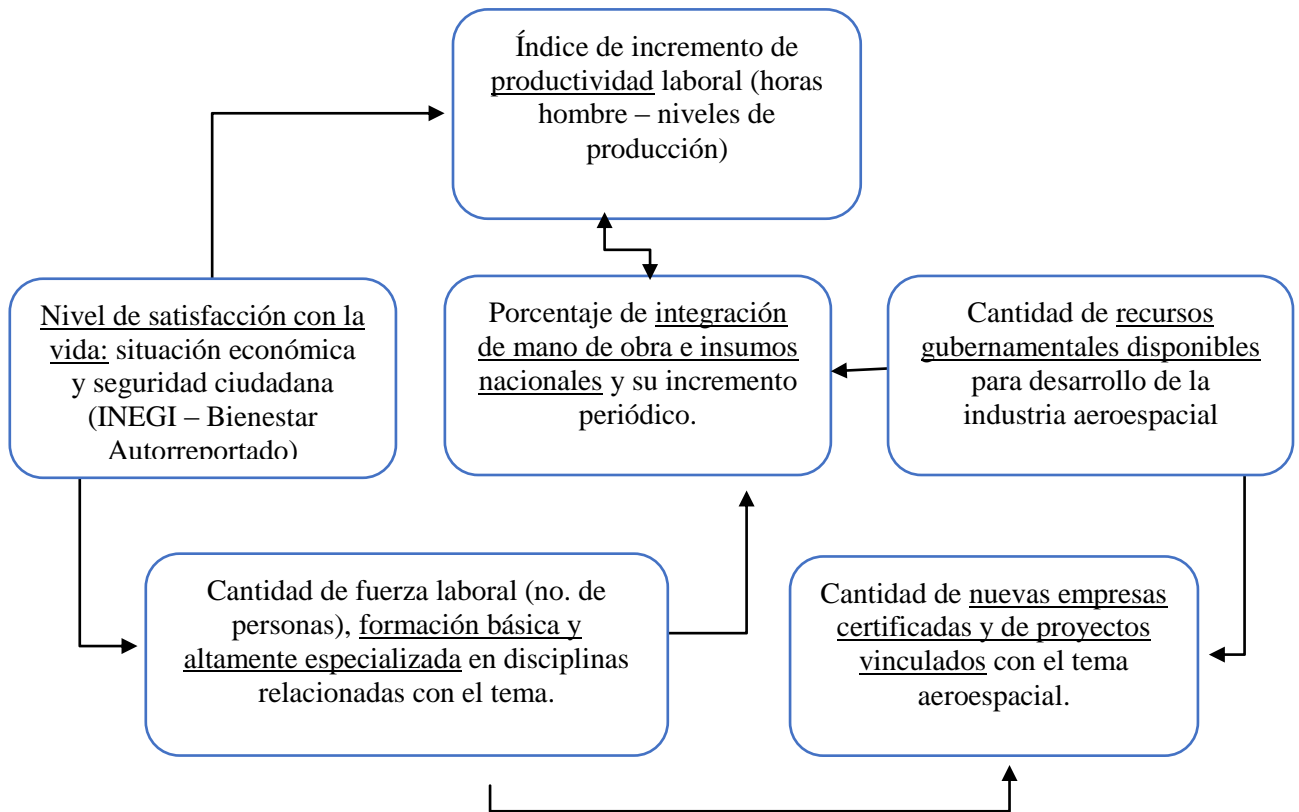 Índice de incremento de
productividad laboral (horas
hombre – niveles de
producción)
Nivel de satisfacción con la
vida: situación económica
y seguridad ciudadana
(INEGI – Bienestar
Autorreportado)
Porcentaje de integración
de mano de obra e insumos
nacionales y su incremento
periódico.
Cantidad de recursos
gubernamentales disponibles
para desarrollo de la
industria aeroespacial
Cantidad de fuerza laboral (no. de
personas), formación básica y
altamente especializada en disciplinas
relacionadas con el tema.
Cantidad de nuevas empresas
certificadas y de proyectos
vinculados con el tema
aeroespacial.